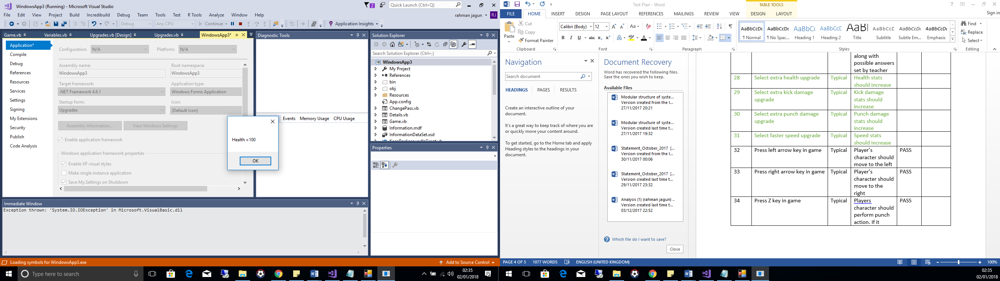 WindowsApp3 (Running) - Microsoft Visual Studio
2
Quick Launch (Ctrl+Q)
File Edit View Project Build Incredibuild Debug Team Tools Test R Tools Analyze Window Help
rahman jagun RJ
Debug Any CPU Continue Application Insights
Game.vb Variables.vb Upgrades.vb [Design] Upgrades.vb WindowsApp3*
Application*
Compile
Debug
References
Resources
Services
Settings
Signing
My Extensions
Security
Publish
Code Analysis
Configuration: N/A Platform: N/A
Assembly name: Root namespace:
WindowsApp3 WindowsApp3
Target framework: Application type:
.NET Framework 4.6.1 Windows Forms Application
Startup form: Icon:
Upgrades (Default Icon)
Assembly Information... View Windows Settings
Enable application framework
Windows application framework properties
Enable XP visual styles
Make single instance application
Save My.Settings on Shutdown
Health =100
OK
Diagnostic Tools
Events Memory Usage CPU Usage
Solution Explorer
Search Solution Explorer (Ctrl+;)
VB WindowsApp3
My Project
References
bin
obj
Resources
App.config
ChangePass.vb
Details.vb
Game.vb
Information.mdf
InformationDataSet.xsd
Properties
Immediate Window
Exception thrown: 'System.IO.IOException' in Microsoft.VisualBasic.dll
Loading symbols for WindowsApp3.exe
Add to Source Control
Type here to search
02:35
02/01/2018
Test Plan - Word
TABLE TOOLS
Sign in
FILE HOME INSERT DESIGN PAGE LAYOUT REFERENCES MAILINGS REVIEW VIEW DESIGN LAYOUT
Paste
Cut
Copy
Format Painter
Clipboard
Calibri (Body) 12
Font
Paragraph
AaBbCcDc AaBbCcDc AaBbCc AaBbCcC AaBl AaBbCcC AaBbCcDc AaBbCcDc
¶ Normal ¶ No Spac... Heading 1 Heading 2 Title Subtitle Subtle Em... Emphasis
Styles
Find
Replace
Select
Editing
Navigation
Search document
HEADINGS PAGES RESULTS
Create an interactive outline of your
document.
It's a great way to keep track of where you are
or quickly move your content around.
To get started, go to the Home tab and apply
Heading styles to the headings in your
document.
Document Recovery
Word has recovered the following files.
Save the ones you wish to keep.
Available Files
Modular structure of syste...
Version created from the l...
27/11/2017 20:21
Modular structure of syste...
Version created last time t...
27/11/2017 19:32
Statement_October_2017 [...
Version created from the l...
30/11/2017 00:06
Statement_October_2017 [...
Version created last time t...
29/11/2017 23:32
Analysis (1) (rahman jagun) ..
Version created last time t...
03/12/2017 22:52
Which file do I want to save?
Close
along with
possible answers
set by teacher
28 Select extra health upgrade Typical Health stats
should increase
29 Select extra kick damage Typical Kick damage
upgrade stats should
increase
30 Select extra punch damage Typical Punch damage
upgrade stats should
increase
31 Select faster speed upgrade Typical Speed stats
should increase
32 Press left arrow key in game Typical Player's PASS
character should
move to the left
33 Press right arrow key in game Typical Player's PASS
character should
move to the
right
34 Press Z key in game Typical Players PASS
character should
perform punch
action. If it
PAGE 4 OF 5 1077 WORDS ENGLISH (UNITED KINGDOM) 100%
02:35
02/01/2018